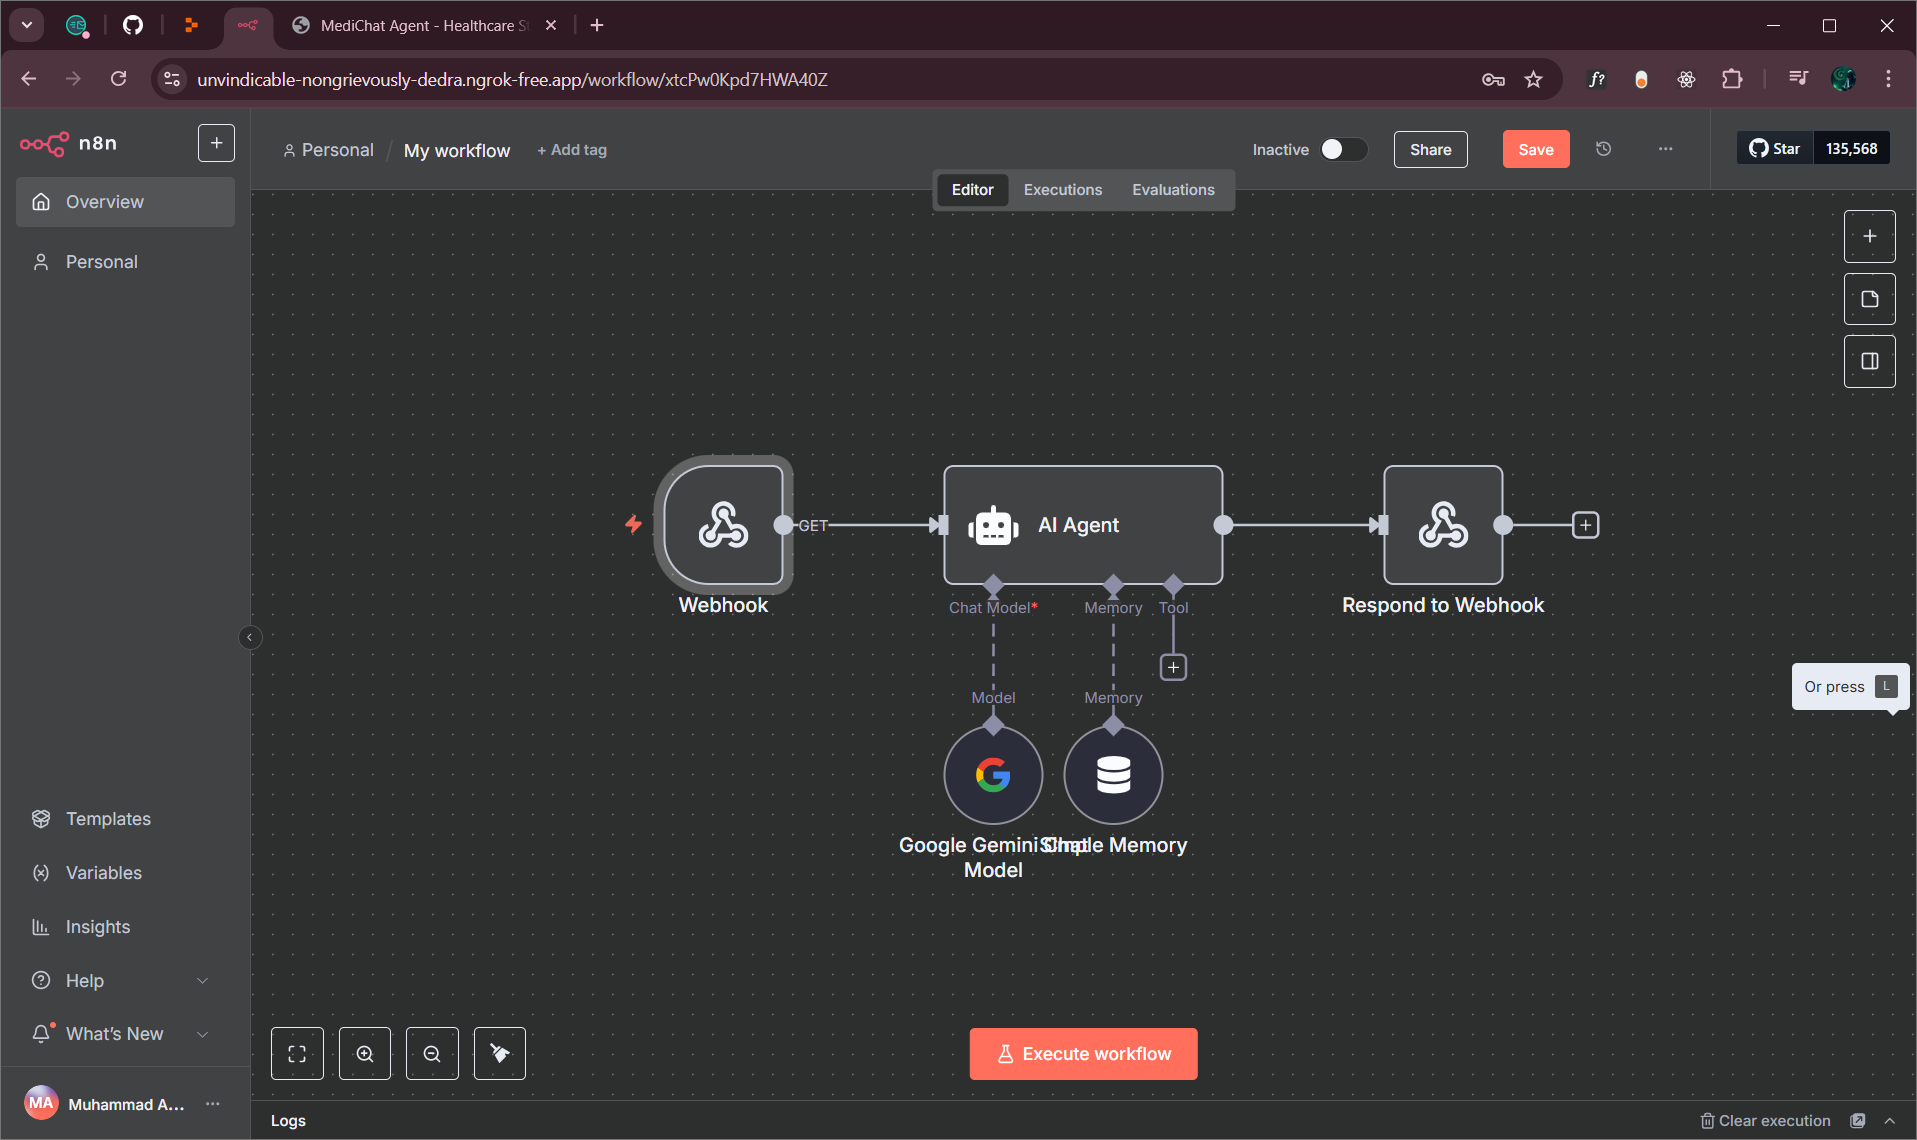 MediChat Agent - Healthcare S
unvindicable-nongrievously-dedra.ngrok-free.app/workflow/xtcPw0Kpd7HWA40Z
f?
n8n
Personal / My workflow + Add tag
Inactive
Share
Save
Star 135,568
Editor Executions Evaluations
Overview
Personal
GET
AI Agent
Webhook
Chat Model*
Memory
Tool
Respond to Webhook
Or press L
Model
Memory
Google Gemini Chat Model
Simple Memory
Templates
Variables
Insights
Help
What's New
Execute workflow
MA Muhammad A...
Logs
Clear execution